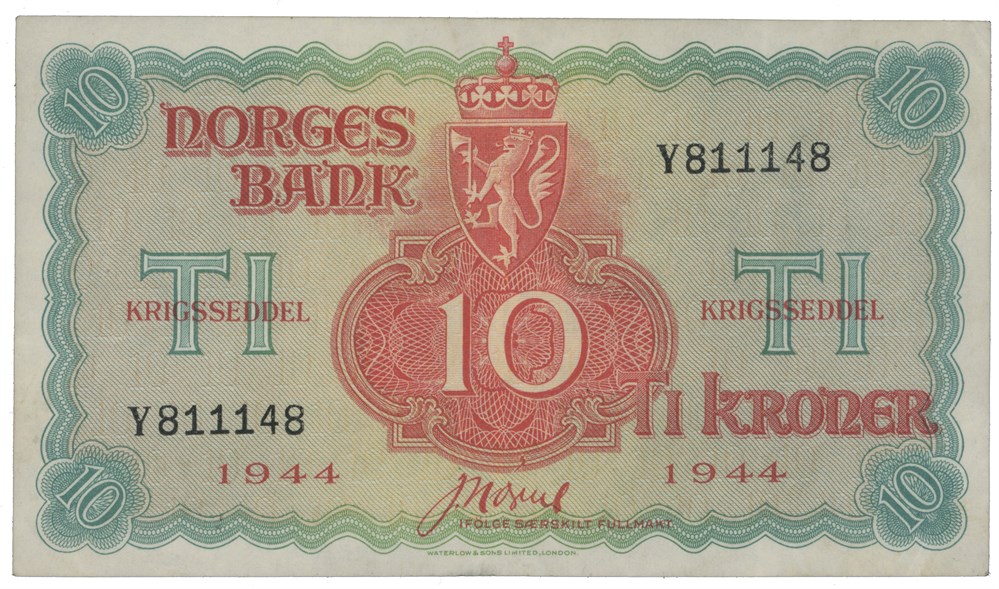 10
10
NORGES
BANK
Y811148
TI
KRIGSSEDDEL
10
TI
KRIGSSEDDEL
TI KRONER
Y811148
1944
1944
I FØLGE SÆRSKILT FULLMAKT.
10
10
WATERLOW & SONS LIMITED, LONDON.